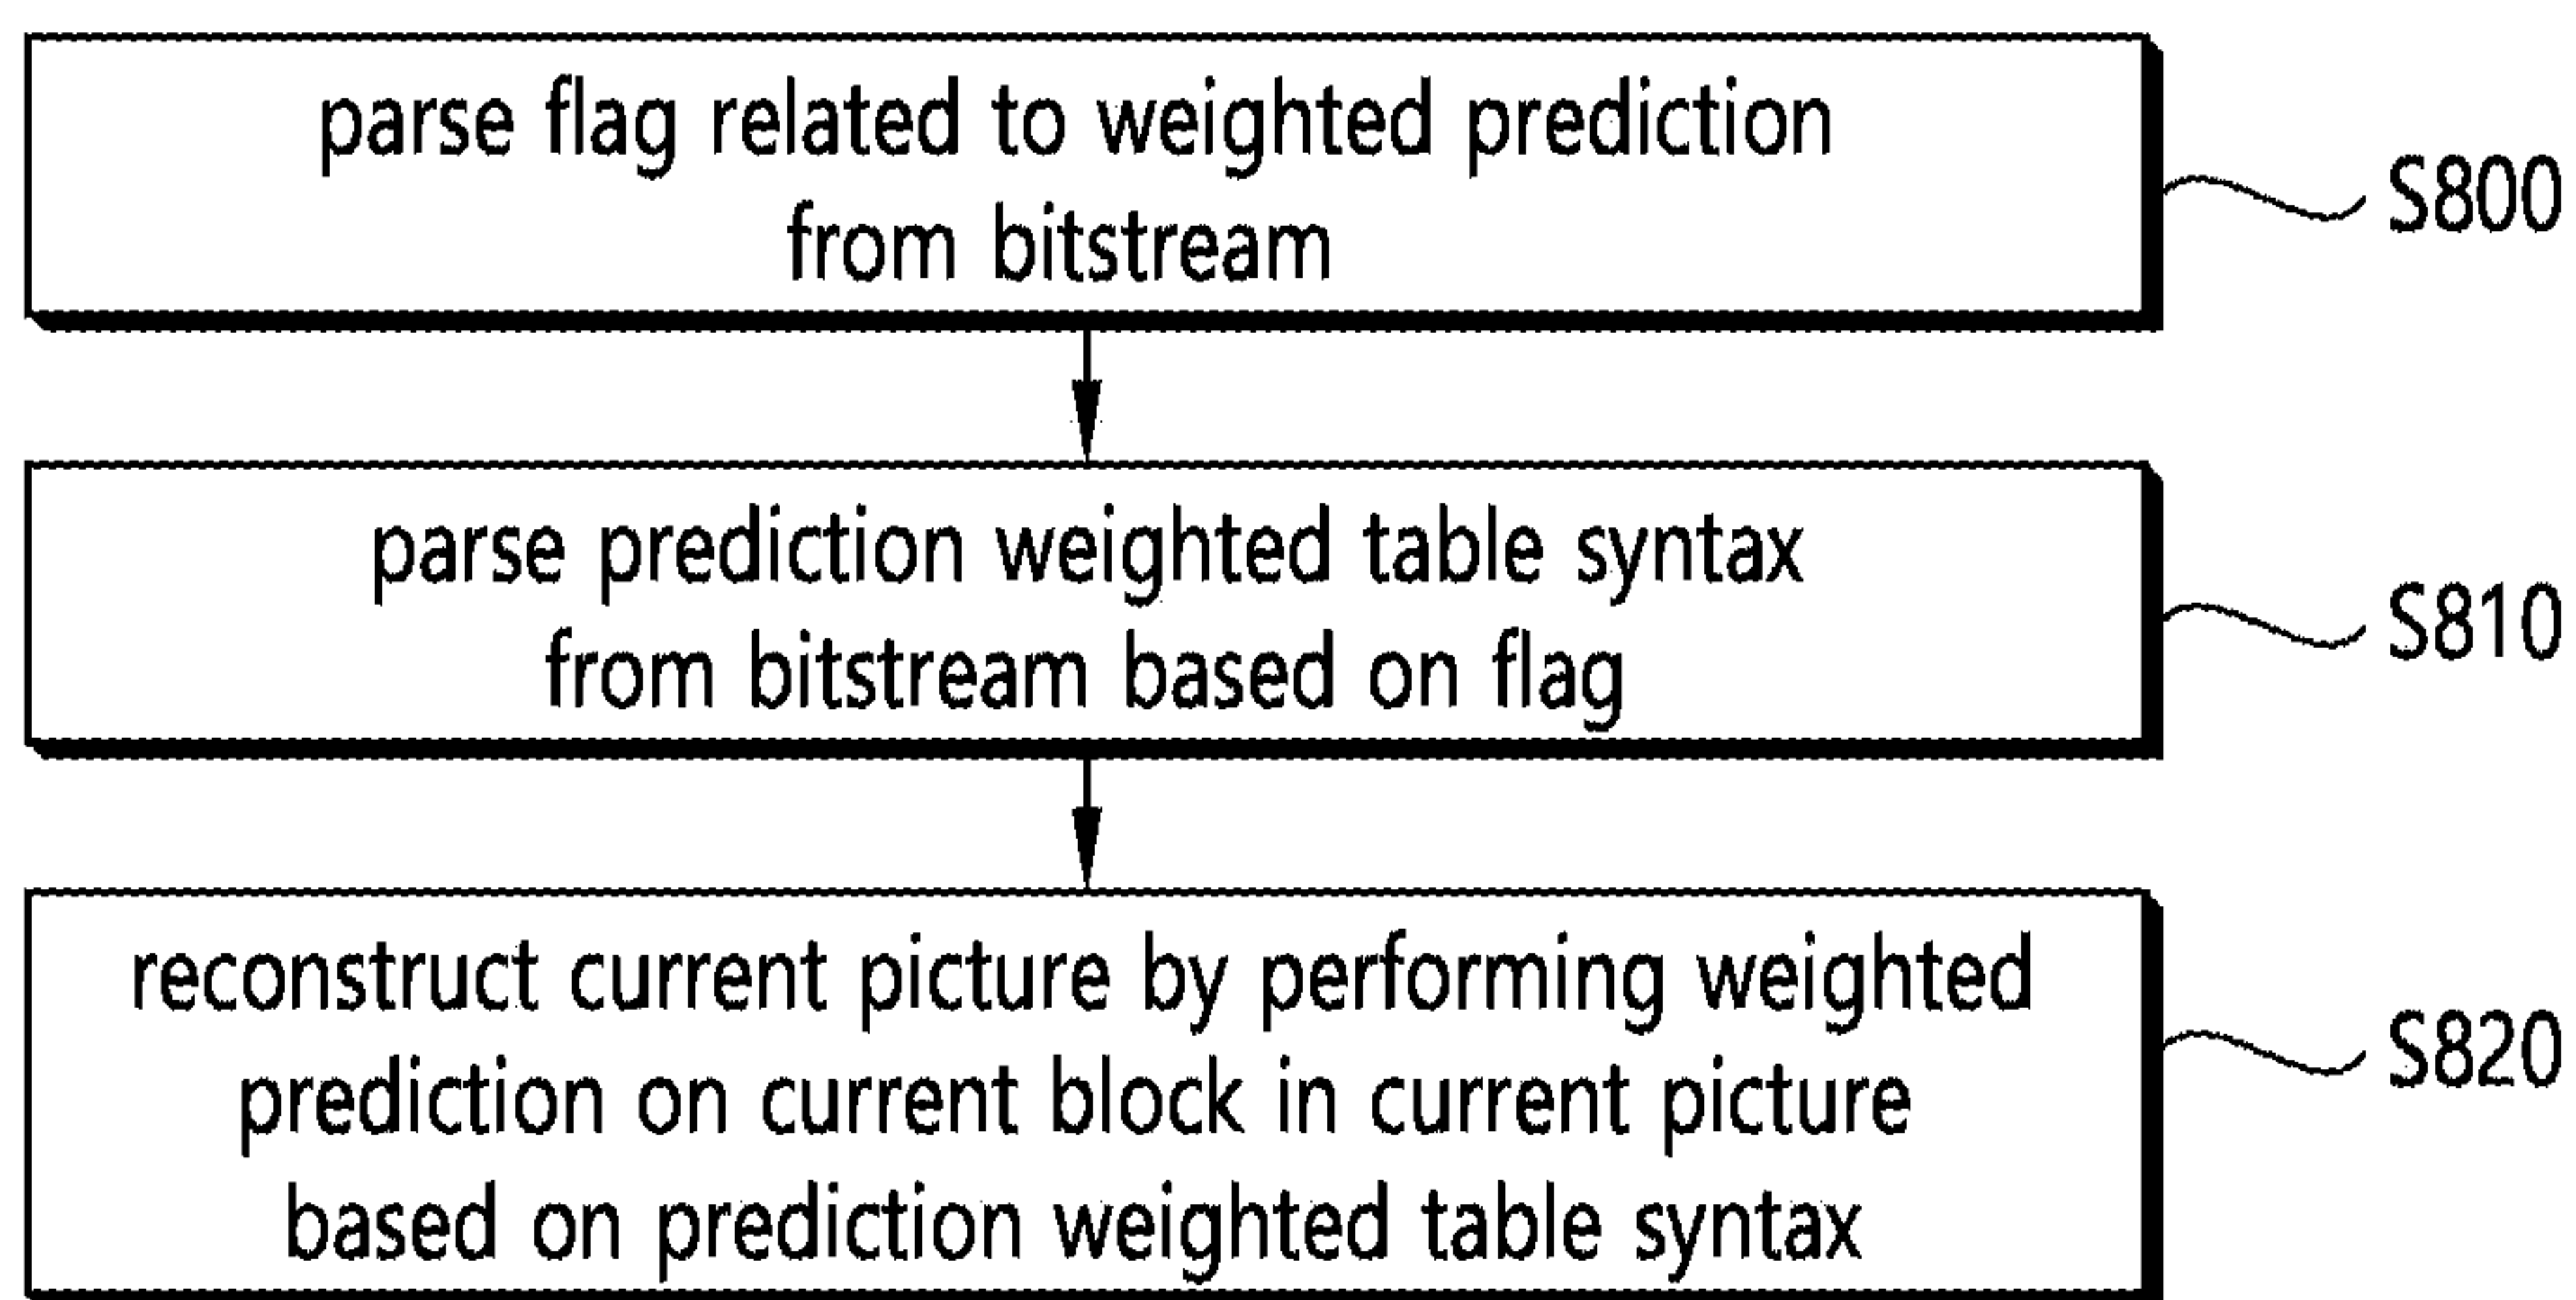 parse flag related to weighted prediction
from bitstream
S800
parse prediction weighted table syntax
from bitstream based on flag
S810
reconstruct current picture by performing weighted
prediction on current block in current picture
based on prediction weighted table syntax
S820